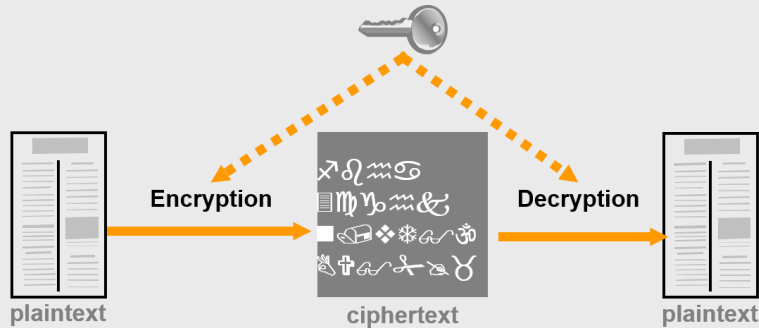 Encryption
Decryption
♐♌♒♋
🗏♍♑♒🙰
■🖃❖❄🙖ॐ
✌✞🙖✂✍♉
plaintext
ciphertext
plaintext